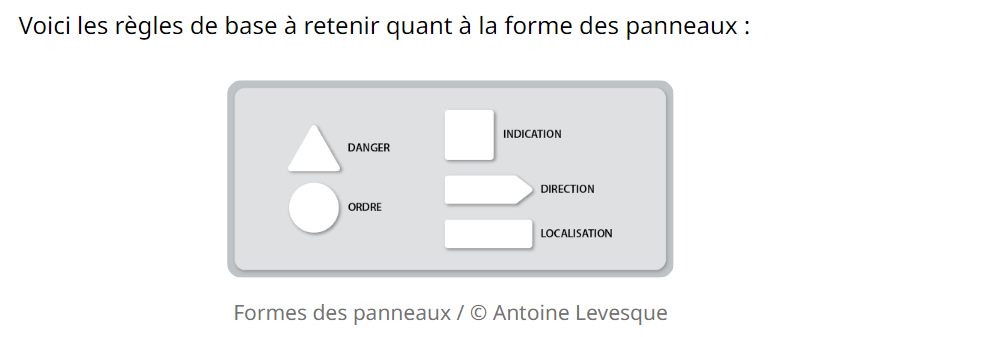 Voici les règles de base à retenir quant à la forme des panneaux :
DANGER
ORDRE
INDICATION
DIRECTION
LOCALISATION
Formes des panneaux / © Antoine Levesque